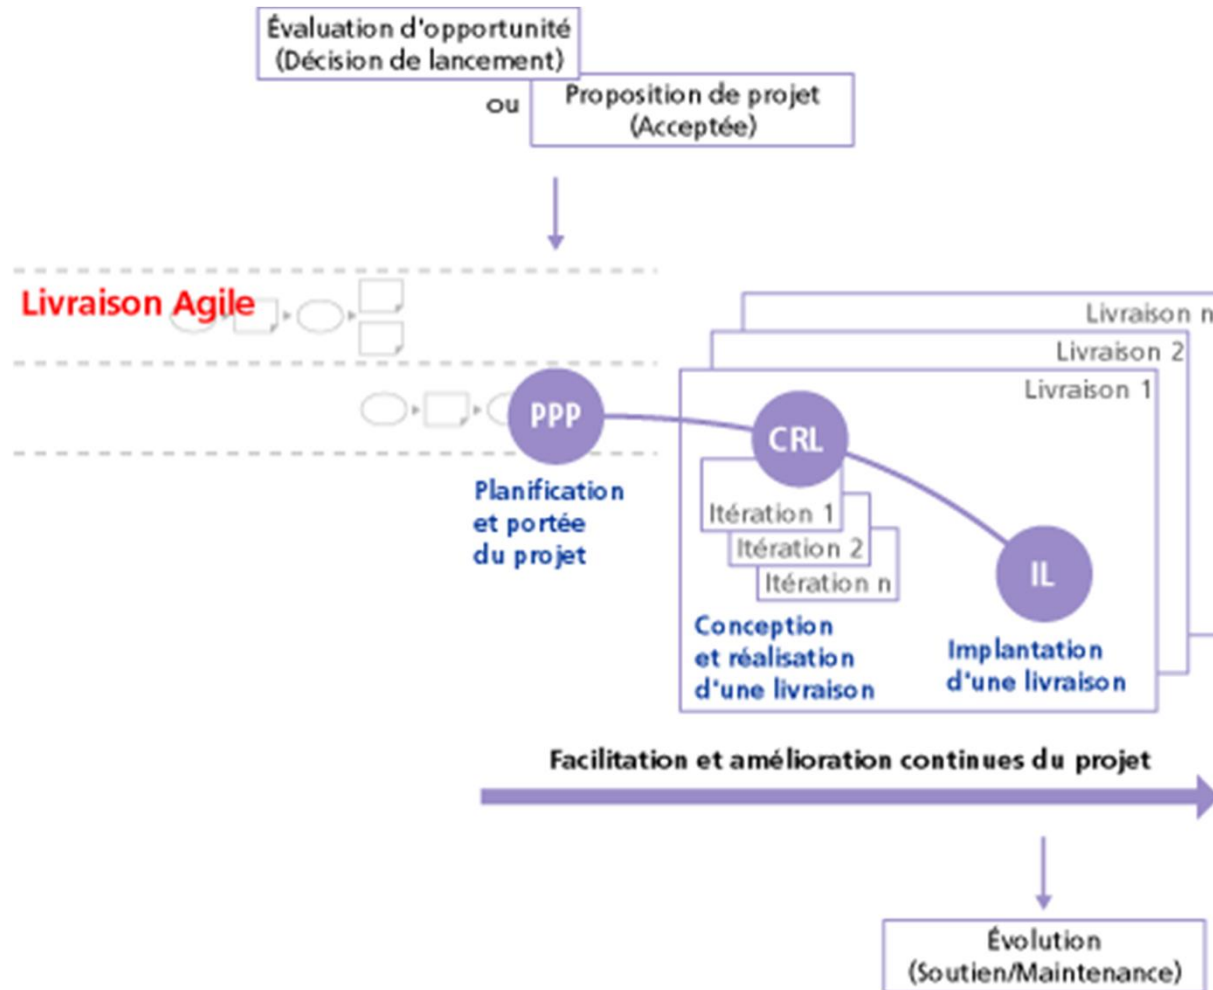 Évaluation d'opportunité
(Décision de lancement)
ou
Proposition de projet
(Acceptée)
Livraison Agile
Livraison n
Livraison 2
Livraison 1
PPP
CRL
Planification
et portée
du projet
Itération 1
Itération 2
Itération n
IL
Conception
et réalisation
d'une livraison
Implantation
d'une livraison
Facilitation et amélioration continues du projet
Évolution
(Soutien/Maintenance)